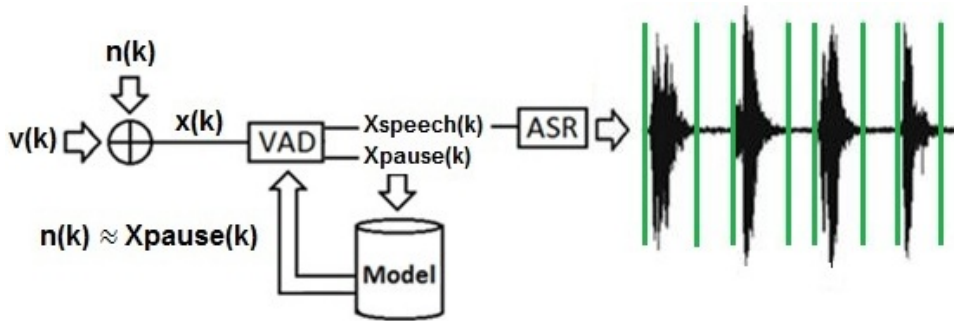 n(k)
v(k)
x(k)
VAD
Xspeech(k)
ASR
Xpause(k)
n(k) ≈ Xpause(k)
Model